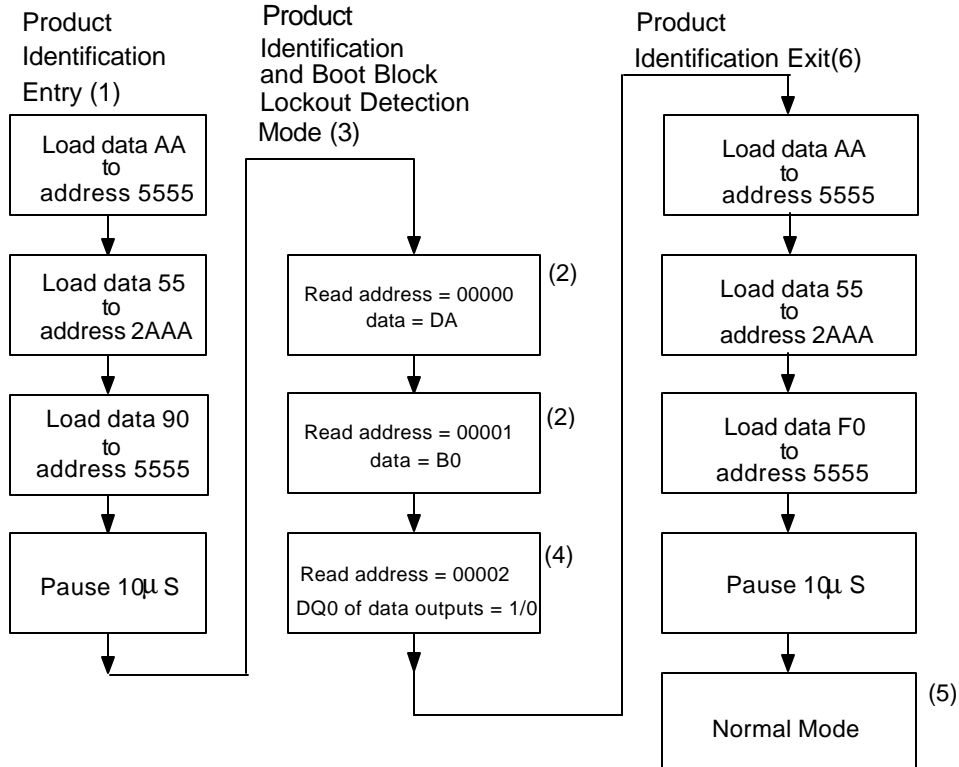 Product
Identification
Entry (1)
Load data AA
to
address 5555
Load data 55
to
address 2AAA
Load data 90
to
address 5555
Pause 10μ S
Product
Identification
and Boot Block
Lockout Detection
Mode (3)
Read address = 00000
data = DA
(2)
Read address = 00001
data = B0
(2)
Read address = 00002
DQ0 of data outputs = 1/0
(4)
Product
Identification Exit(6)
Load data AA
to
address 5555
Load data 55
to
address 2AAA
Load data F0
to
address 5555
Pause 10μ S
Normal Mode
(5)